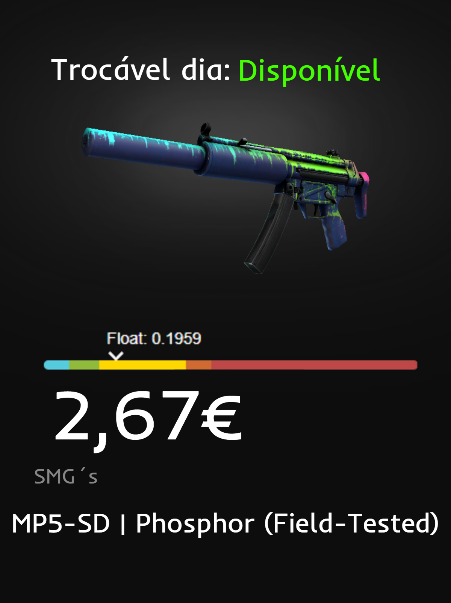 Trocável dia: Disponível
Float: 0.1959
2,67€
SMG´s
MP5-SD | Phosphor (Field-Tested)